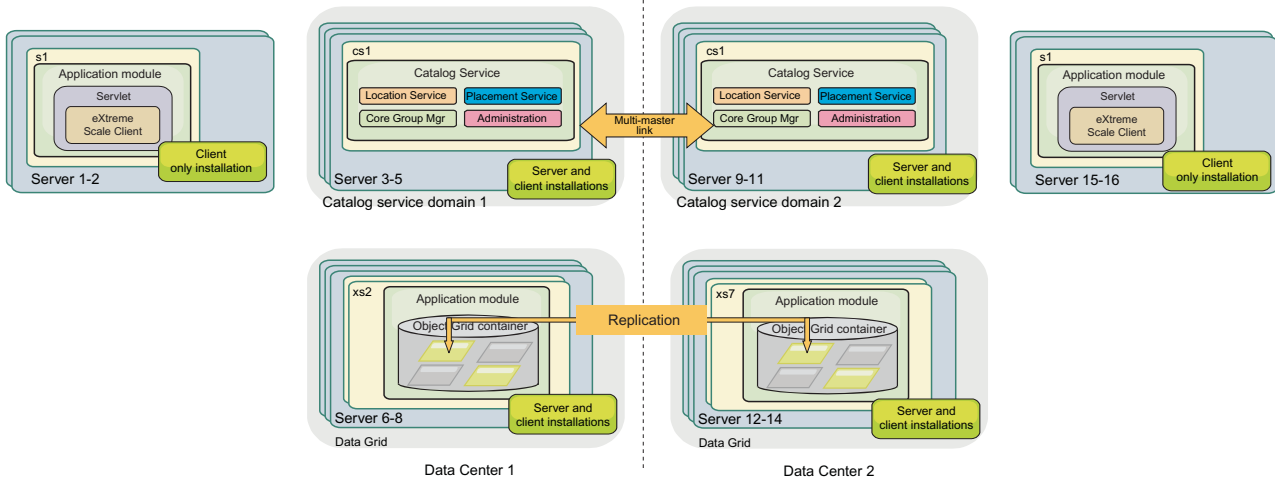 s1
Application module
Servlet
eXtreme
Scale Client
Client
only installation
Server 1-2
cs1
Catalog Service
Location Service
Placement Service
Core Group Mgr
Administration
Server and
client installations
Server 3-5
Catalog service domain 1
Multi-master
link
cs1
Catalog Service
Location Service
Placement Service
Core Group Mgr
Administration
Server and
client installations
Server 9-11
Catalog service domain 2
s1
Application module
Servlet
eXtreme
Scale Client
Client
only installation
Server 15-16
xs2
Application module
Object Grid container
Server and
client installations
Server 6-8
Data Grid
Replication
xs7
Application module
Object Grid container
Server and
client installations
Server 12-14
Data Grid
Data Center 1
Data Center 2